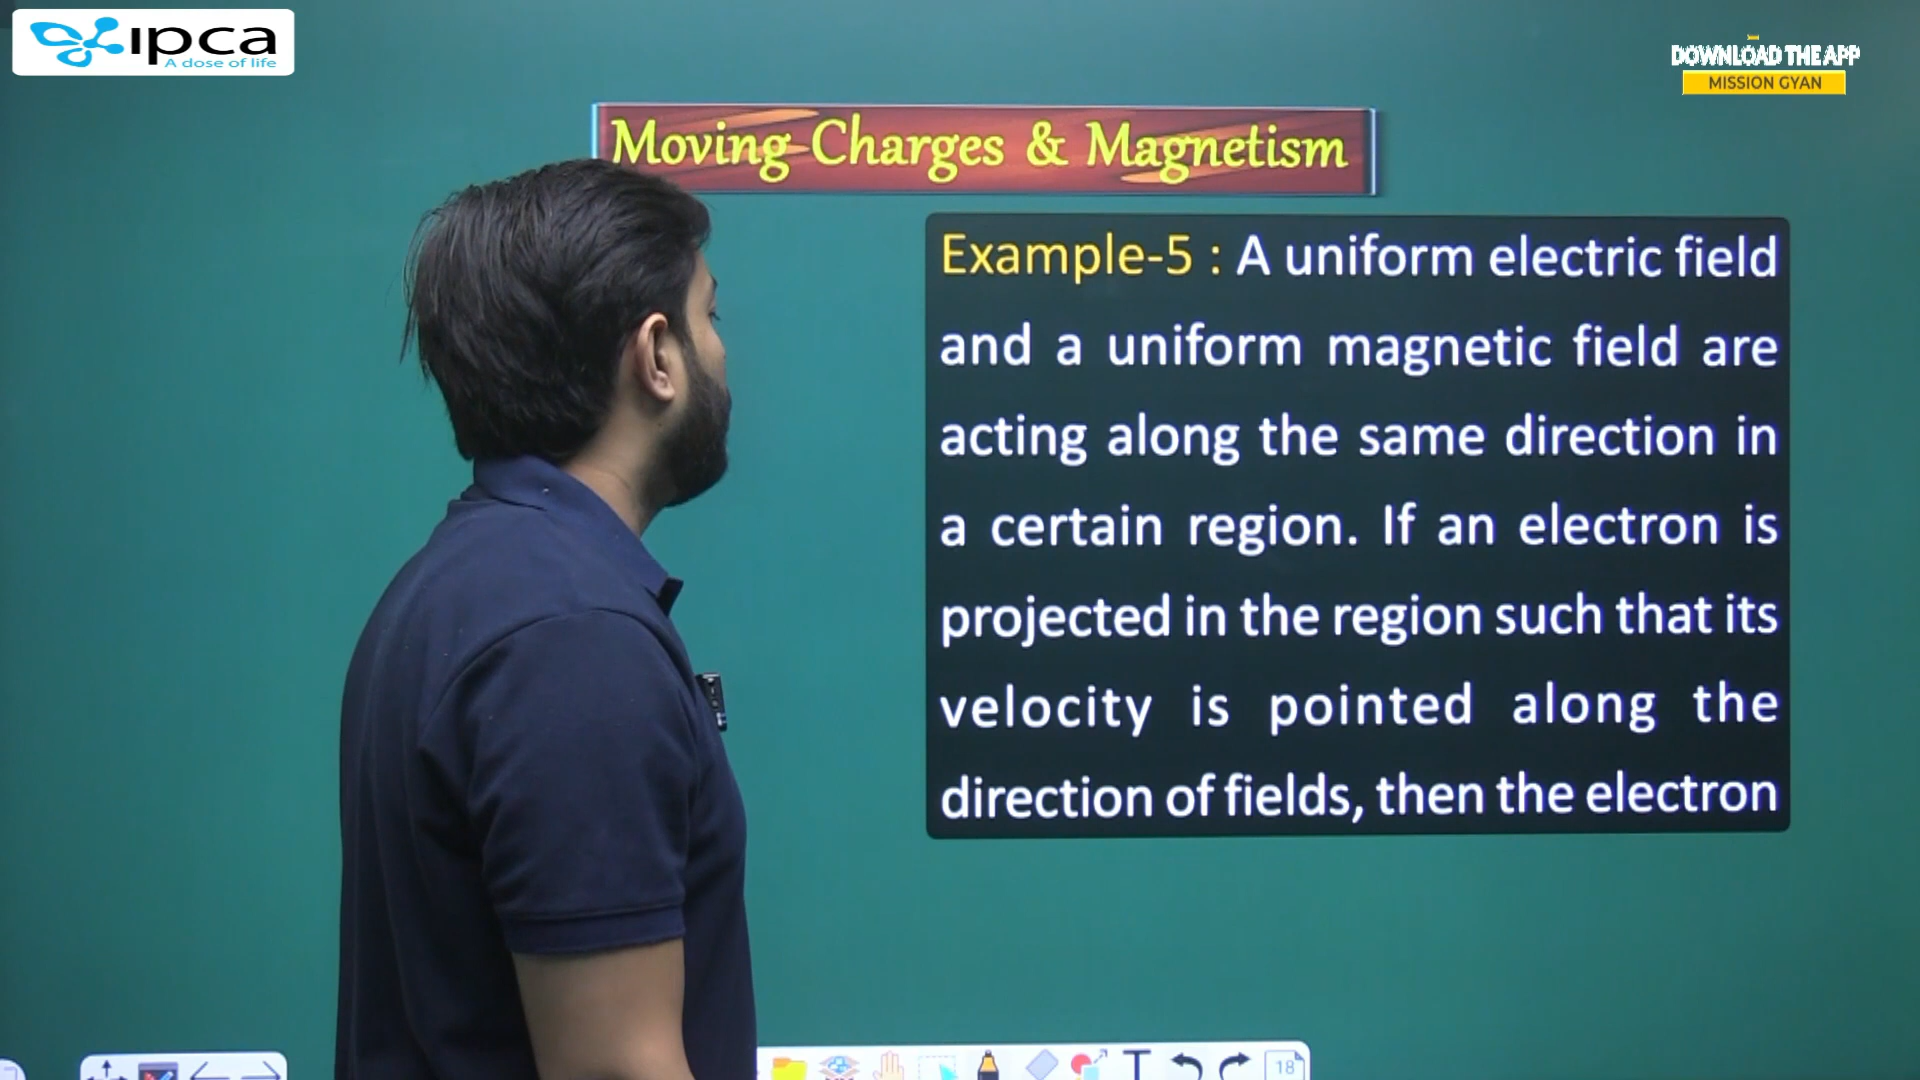 ipca
A dose of life
DOWNLOAD THE APP
MISSION GYAN
Moving Charges & Magnetism
Example-5 : A uniform electric field
and a uniform magnetic field are
acting along the same direction in
a certain region. If an electron is
projected in the region such that its
velocity is pointed along the
direction of fields, then the electron
T
18